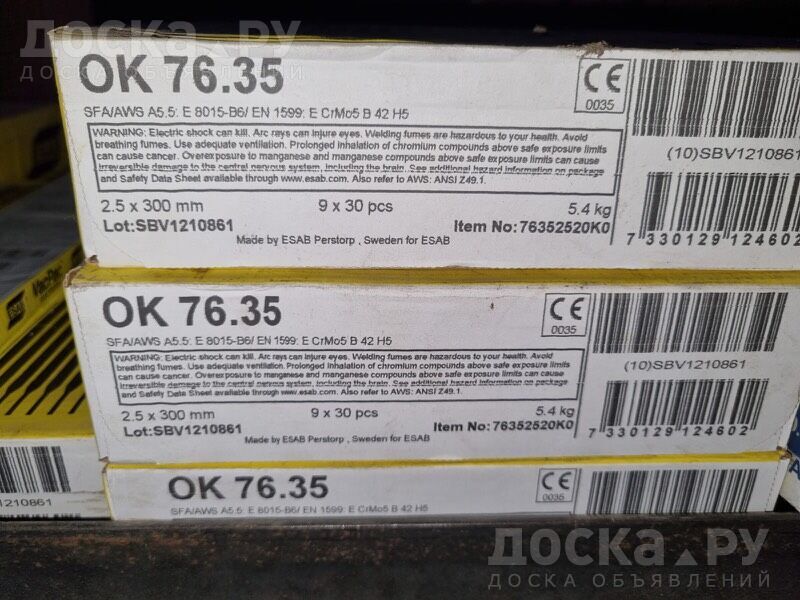 ДОСКА.РУ
ДОСКА ОБЪЯВЛЕНИЙ
OK 76.35
CE
0035
SFA/AWS A5.5: E 8015-B6/ EN 1599: E CrMo5 B 42 H5
WARNING: Electric shock can kill. Arc rays can injure eyes. Welding fumes are hazardous to your health. Avoid
breathing fumes. Use adequate ventilation. Prolonged inhalation of chromium compounds above safe exposure limits
can cause cancer. Overexposure to manganese and manganese compounds above safe exposure limits can cause
irreversible damage to the central nervous system, including the brain. See additional hazard information on package
and Safety Data Sheet available through www.esab.com. Also refer to AWS: ANSI Z49.1.
2.5 x 300 mm 9 x 30 pcs 5.4 kg
Lot:SBV1210861 Item No: 76352520K0
Made by ESAB Perstorp , Sweden for ESAB
ДОСКА.РУ
ДОСКА ОБЪЯВЛЕНИЙ
(10)SBV1210861
7 330129 124602
OK 76.35
CE
0035
SFA/AWS A5.5: E 8015-B6/ EN 1599: E CrMo5 B 42 H5
WARNING: Electric shock can kill. Arc rays can injure eyes. Welding fumes are hazardous to your health. Avoid
breathing fumes. Use adequate ventilation. Prolonged inhalation of chromium compounds above safe exposure limits
can cause cancer. Overexposure to manganese and manganese compounds above safe exposure limits can cause
irreversible damage to the central nervous system, including the brain. See additional hazard information on package
and Safety Data Sheet available through www.esab.com. Also refer to AWS: ANSI Z49.1.
2.5 x 300 mm 9 x 30 pcs 5.4 kg
Lot:SBV1210861 Item No: 76352520K0
Made by ESAB Perstorp , Sweden for ESAB
(10)SBV1210861
7 330129 124602
OK 76.35
CE
0035
SFA/AWS A5.5: E 8015-B6/ EN 1599: E CrMo5 B 42 H5
ESAB VacPac
1210861
ДОСКА.РУ
ДОСКА ОБЪЯВЛЕНИЙ
ДОСКА.РУ
ДОСКА ОБЪЯВЛЕНИЙ